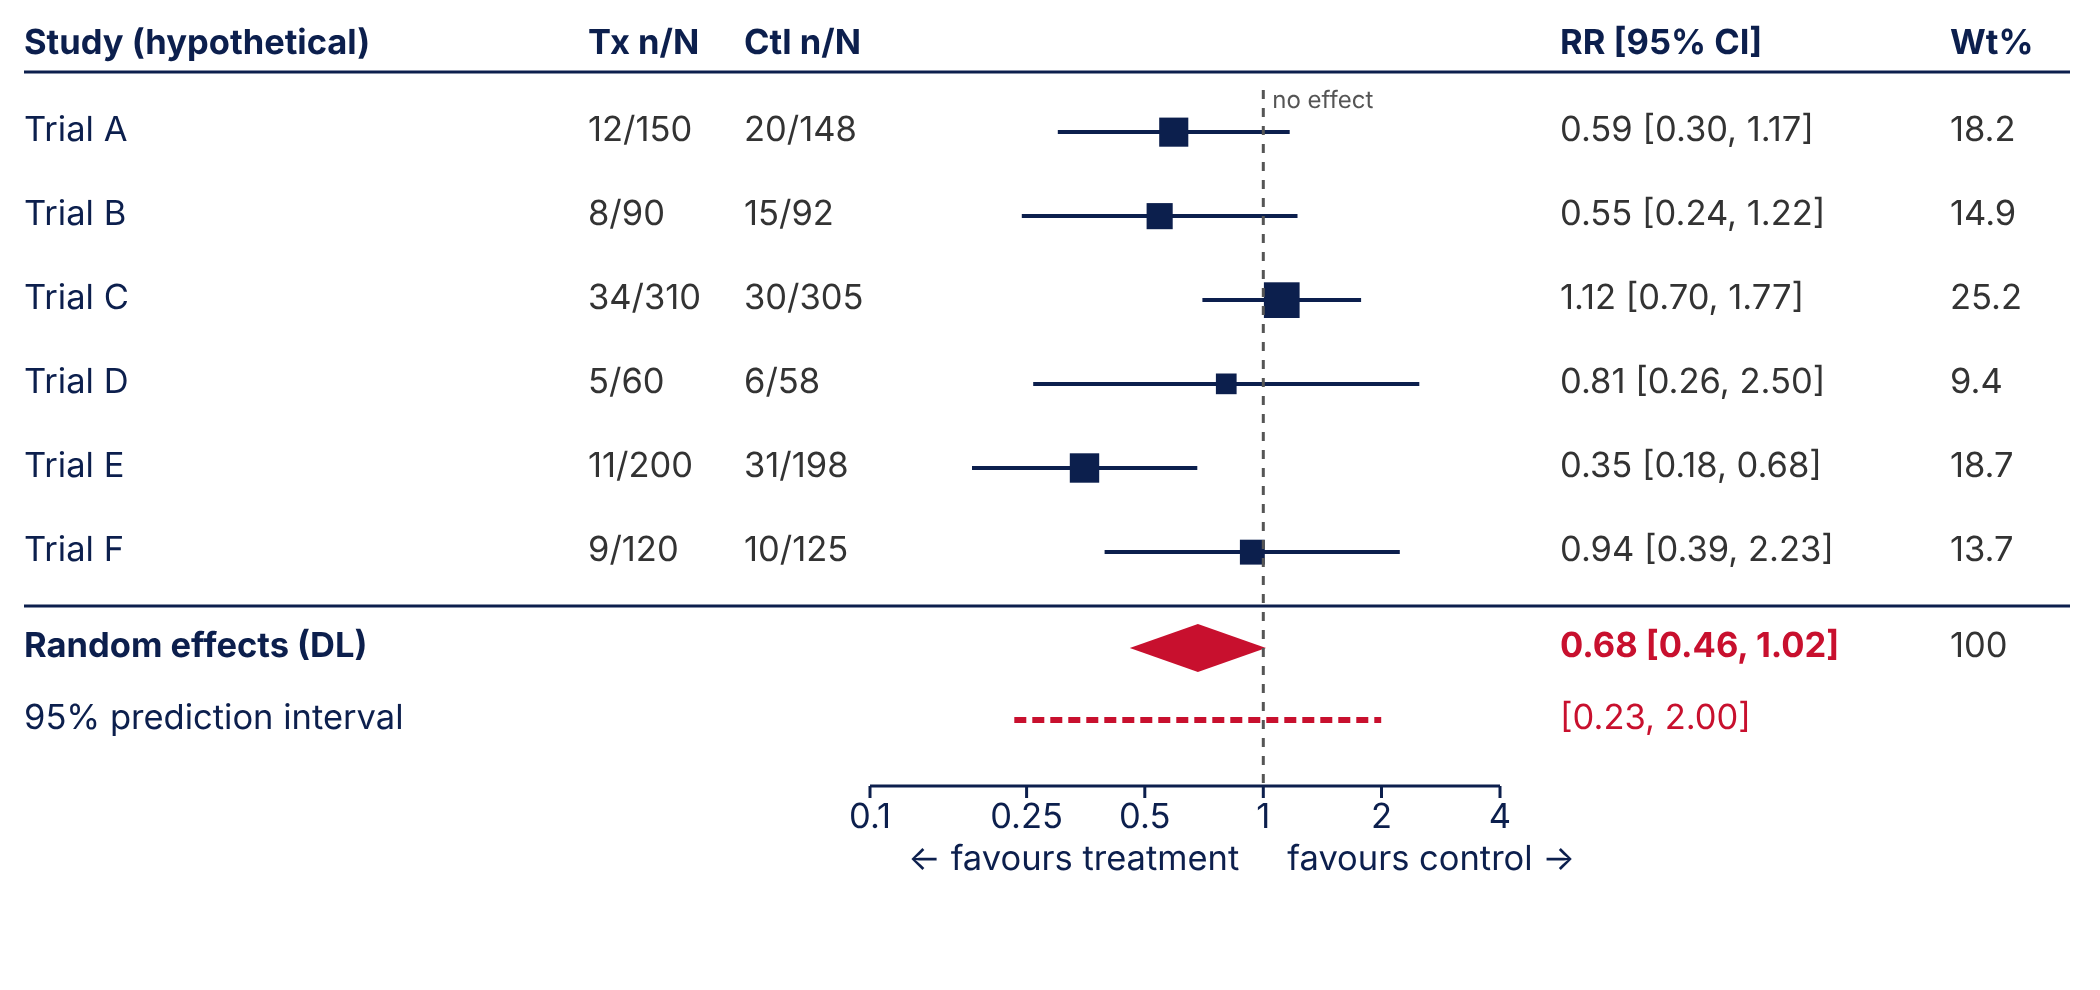 Study (hypothetical) Tx n/N Ctl n/N RR [95% CI] Wt%
no effect
Trial A 12/150 20/148 0.59 [0.30, 1.17] 18.2
Trial B 8/90 15/92 0.55 [0.24, 1.22] 14.9
Trial C 34/310 30/305 1.12 [0.70, 1.77] 25.2
Trial D 5/60 6/58 0.81 [0.26, 2.50] 9.4
Trial E 11/200 31/198 0.35 [0.18, 0.68] 18.7
Trial F 9/120 10/125 0.94 [0.39, 2.23] 13.7
Random effects (DL) 0.68 [0.46, 1.02] 100
95% prediction interval [0.23, 2.00]
0.1 0.25 0.5 1 2 4
← favours treatment favours control →